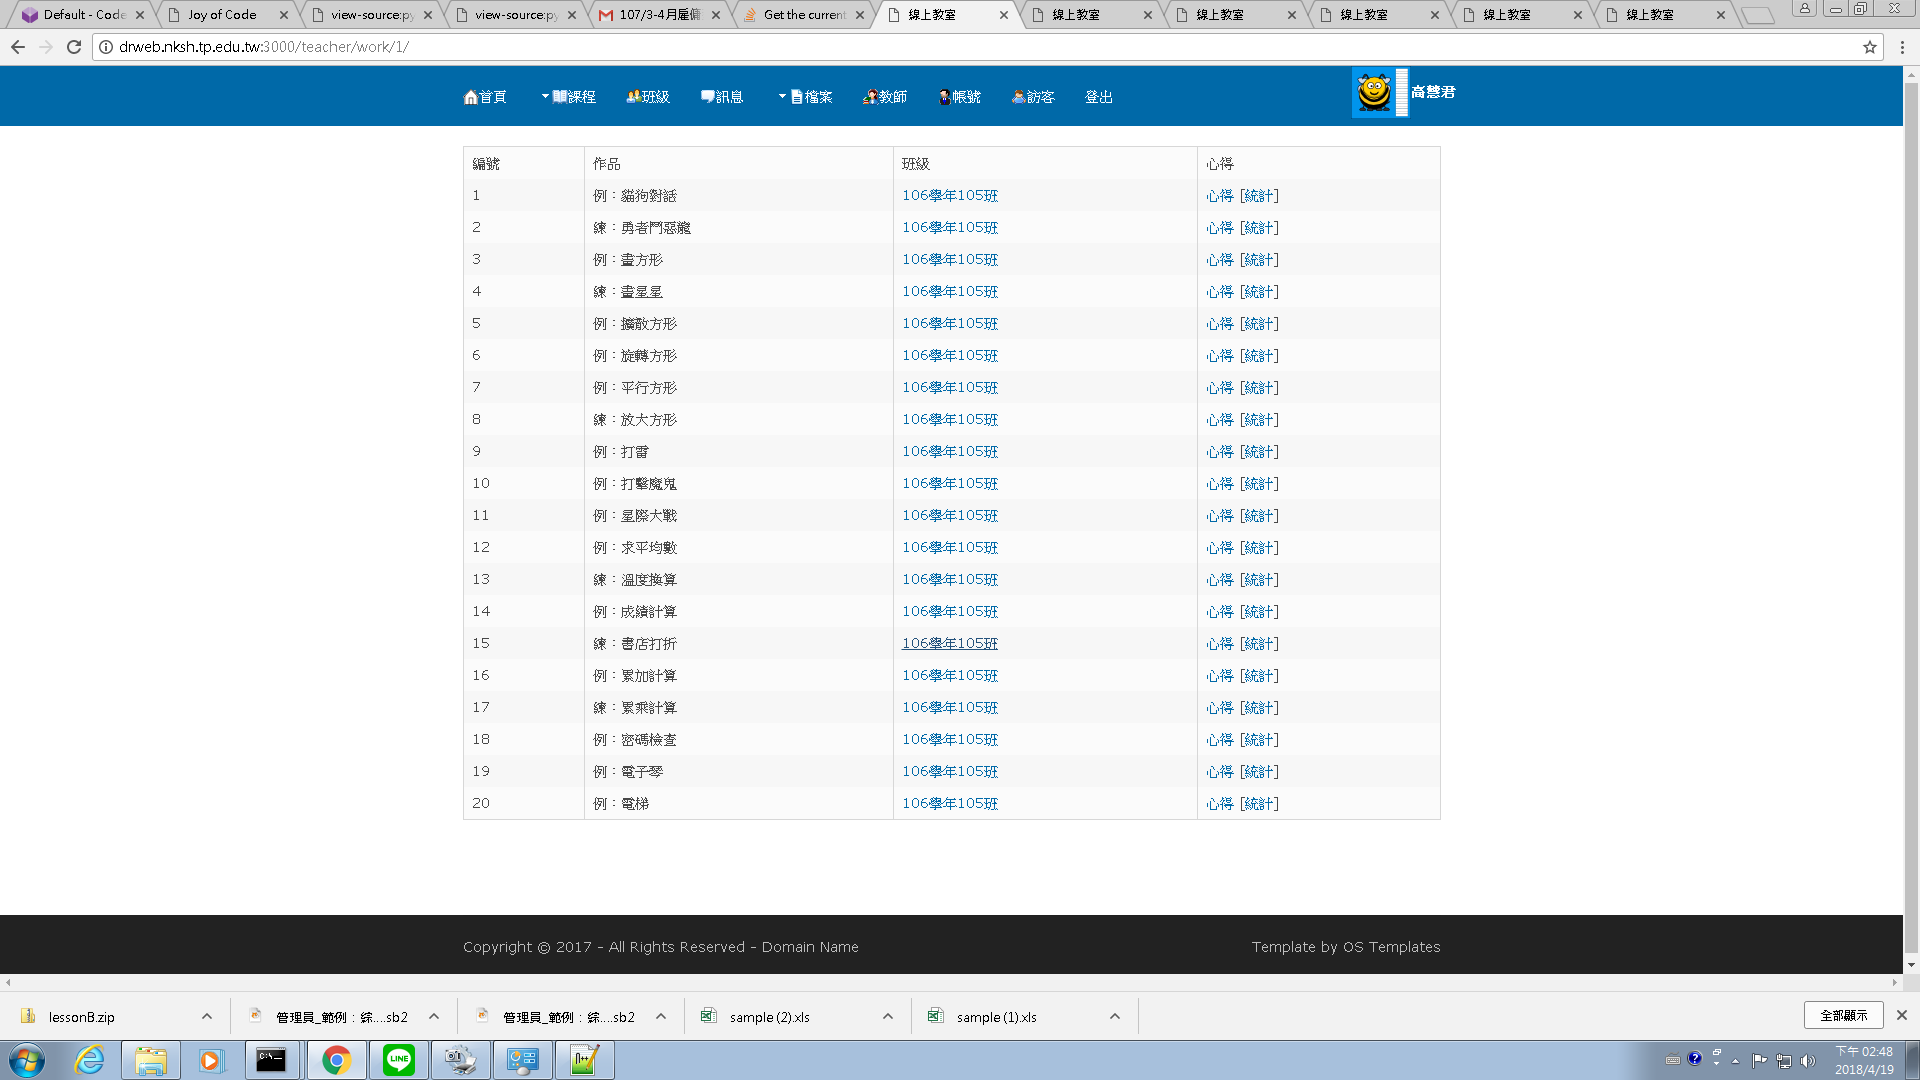 Default - Code Joy of Code view-source:py view-source:py 107/3-4月雇傭 Get the current 線上教室 線上教室 線上教室 線上教室 線上教室 線上教室
drweb.nksh.tp.edu.tw:3000/teacher/work/1/
首頁 課程 班級 訊息 檔案 教師 帳號 訪客 登出 高慧君
編號 作品 班級 心得
1 例：貓狗對話 106學年105班 心得 [統計]
2 練：勇者鬥惡龍 106學年105班 心得 [統計]
3 例：畫方形 106學年105班 心得 [統計]
4 練：畫星星 106學年105班 心得 [統計]
5 例：擴散方形 106學年105班 心得 [統計]
6 例：旋轉方形 106學年105班 心得 [統計]
7 例：平行方形 106學年105班 心得 [統計]
8 練：放大方形 106學年105班 心得 [統計]
9 例：打雷 106學年105班 心得 [統計]
10 例：打擊魔鬼 106學年105班 心得 [統計]
11 例：星際大戰 106學年105班 心得 [統計]
12 例：求平均數 106學年105班 心得 [統計]
13 練：溫度換算 106學年105班 心得 [統計]
14 例：成績計算 106學年105班 心得 [統計]
15 練：書店打折 106學年105班 心得 [統計]
16 例：累加計算 106學年105班 心得 [統計]
17 練：累乘計算 106學年105班 心得 [統計]
18 例：密碼檢查 106學年105班 心得 [統計]
19 例：電子琴 106學年105班 心得 [統計]
20 例：電梯 106學年105班 心得 [統計]
Copyright © 2017 - All Rights Reserved - Domain Name Template by OS Templates
lessonB.zip 管理員_範例：綜....sb2 管理員_範例：綜....sb2 sample (2).xls sample (1).xls 全部顯示
LINE 下午 02:48
2018/4/19